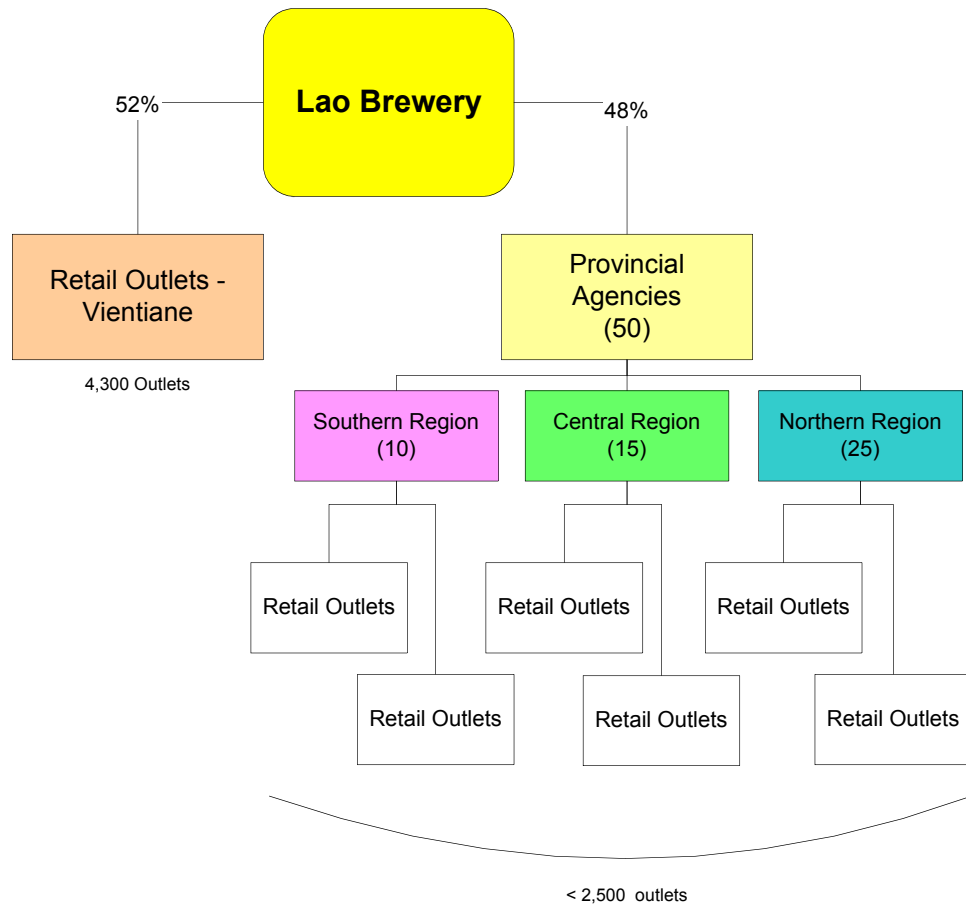 Lao Brewery
52%
48%
Retail Outlets -
Vientiane
Provincial
Agencies
(50)
4,300 Outlets
Southern Region
(10)
Central Region
(15)
Northern Region
(25)
Retail Outlets
Retail Outlets
Retail Outlets
Retail Outlets
Retail Outlets
Retail Outlets
< 2,500 outlets